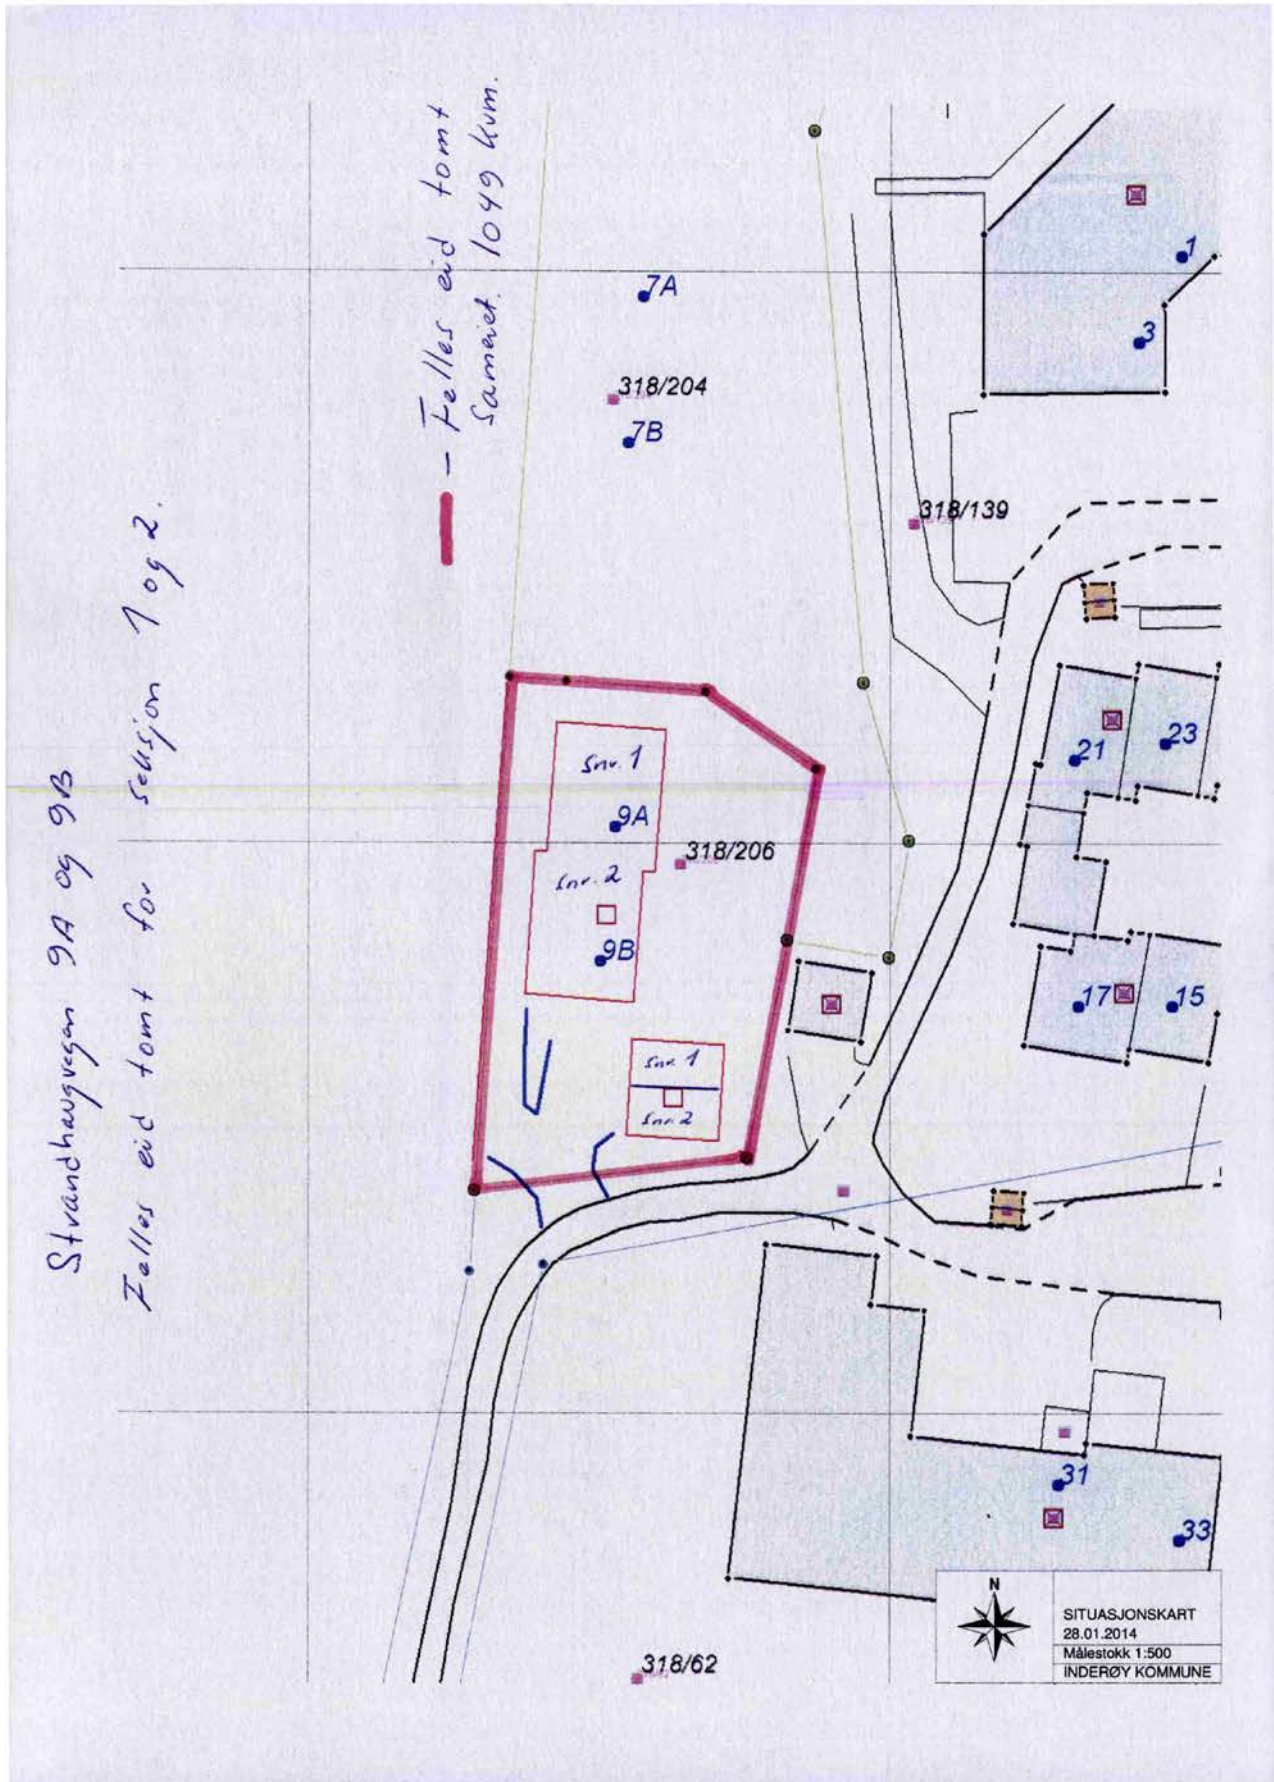 Strandhaugvegen 9A og 9B
Felles eid tomt for seksjon 1 og 2.
- Felles eid tomt
Sameiet. 1049 kvm.
7A
318/204
7B
1
3
318/139
Snr. 1
9A
318/206
Snr. 2
9B
Snr. 1
Snr. 2
21
23
17
15
31
33
318/62
N
SITUASJONSKART
28.01.2014
Målestokk 1:500
INDERØY KOMMUNE